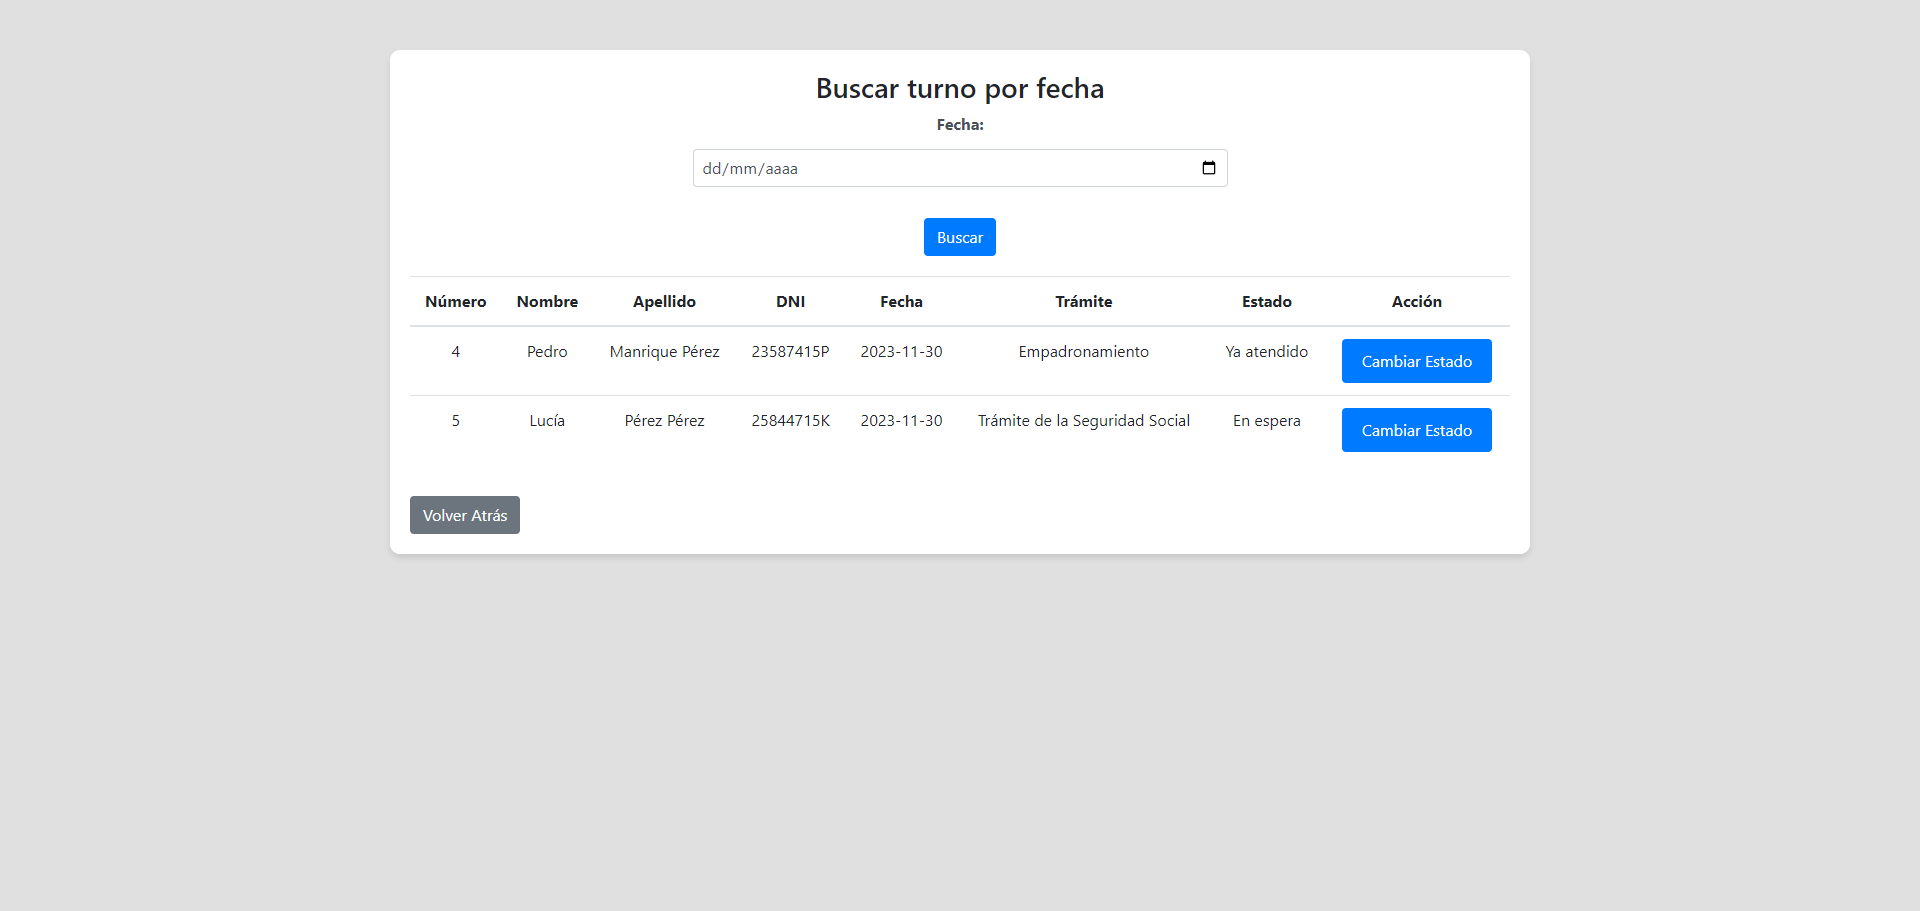 Buscar turno por fecha
Fecha:
dd/mm/aaaa
Buscar
Número Nombre Apellido DNI Fecha Trámite Estado Acción
4 Pedro Manrique Pérez 23587415P 2023-11-30 Empadronamiento Ya atendido Cambiar Estado
5 Lucía Pérez Pérez 25844715K 2023-11-30 Trámite de la Seguridad Social En espera Cambiar Estado
Volver Atrás